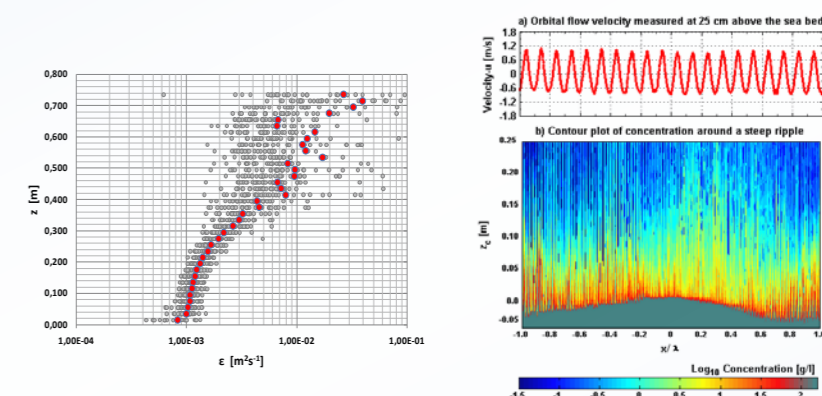 0,800
0,700
0,600
0,500
0,400
0,300
0,200
0,100
0,000
z [m]
1,00E-04 1,00E-03 1,00E-02 1,00E-01
ε [m²s⁻¹]
a) Orbital flow velocity measured at 25 cm above the sea bed
Velocity-u [m/s]
1.8
1.2
0.6
0
-0.6
-1.2
-1.8
b) Contour plot of concentration around a steep ripple
z_c [m]
0.25
0.20
0.15
0.10
0.05
0.0
-0.05
-1.0 -0.8 -0.6 -0.4 -0.2 0 0.2 0.4 0.6 0.8 1.0
x/λ
Log₁₀ Concentration [g/l]
-1.5 -1 -0.5 0 0.5 1 1.5 2